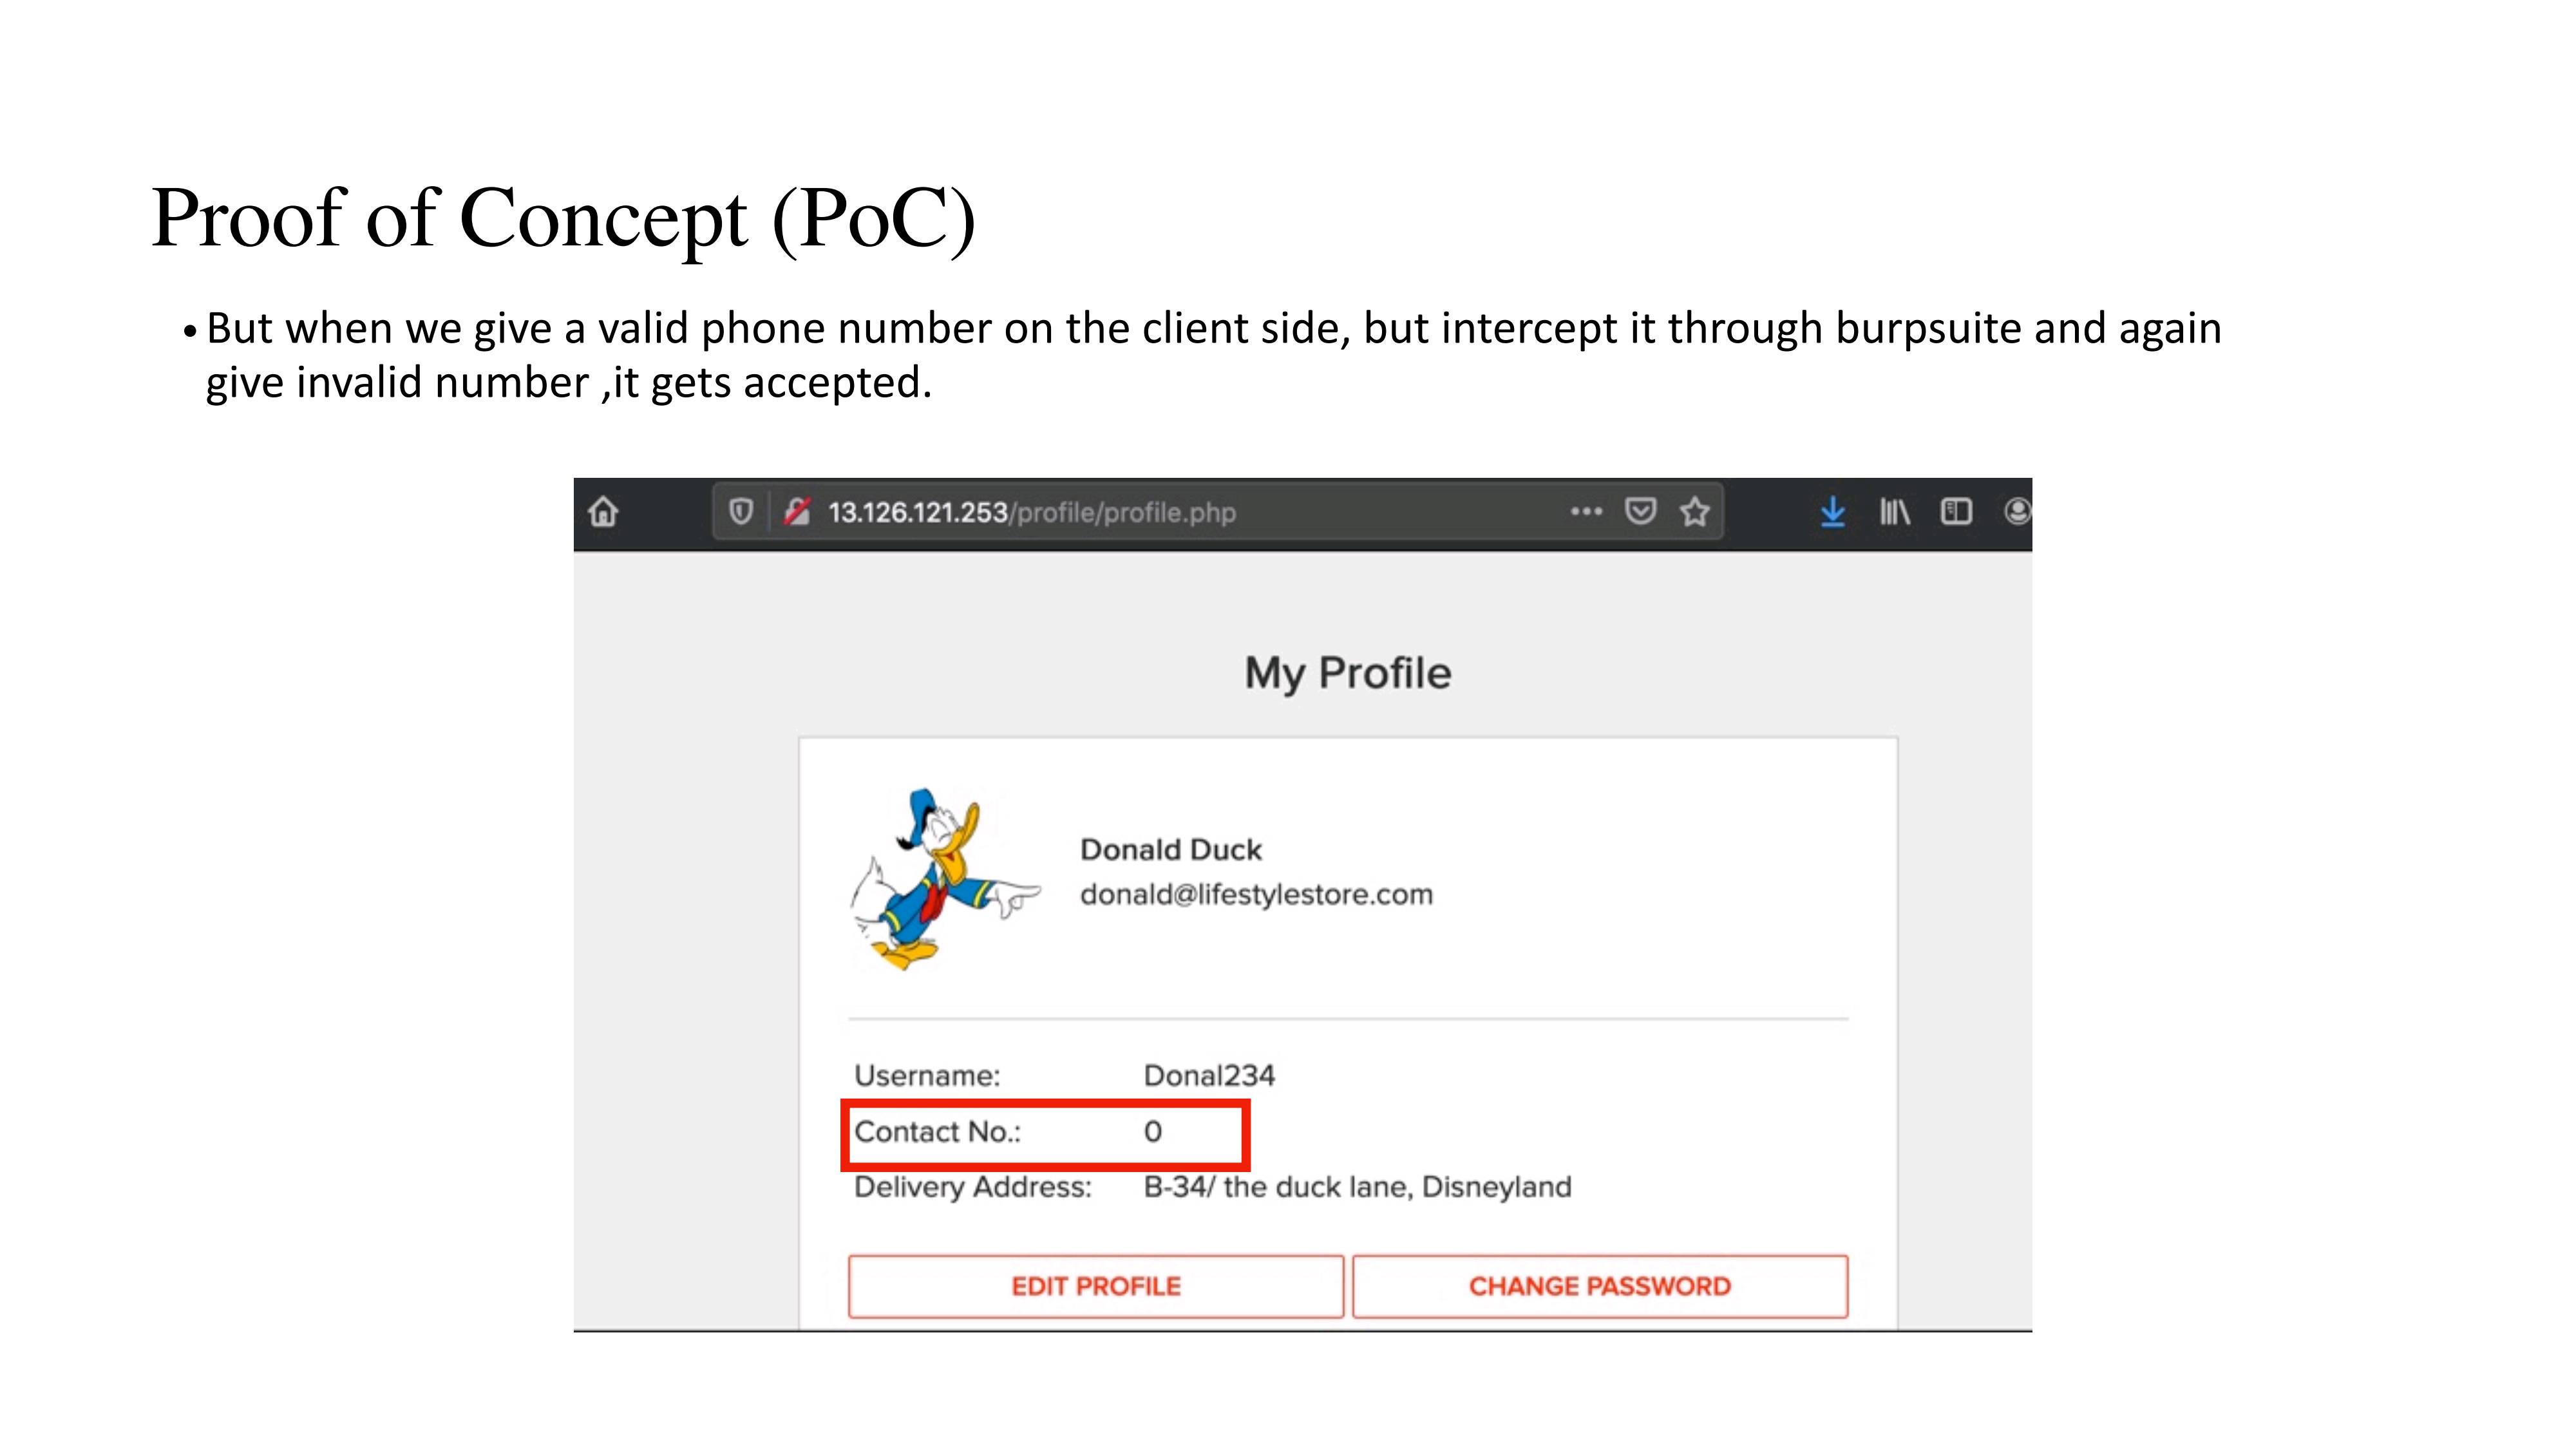 Proof of Concept (PoC)
• But when we give a valid phone number on the client side, but intercept it through burpsuite and again
give invalid number ,it gets accepted.
13.126.121.253/profile/profile.php
My Profile
Donald Duck
donald@lifestylestore.com
Username: Donal234
Contact No.: 0
Delivery Address: B-34/ the duck lane, Disneyland
EDIT PROFILE CHANGE PASSWORD